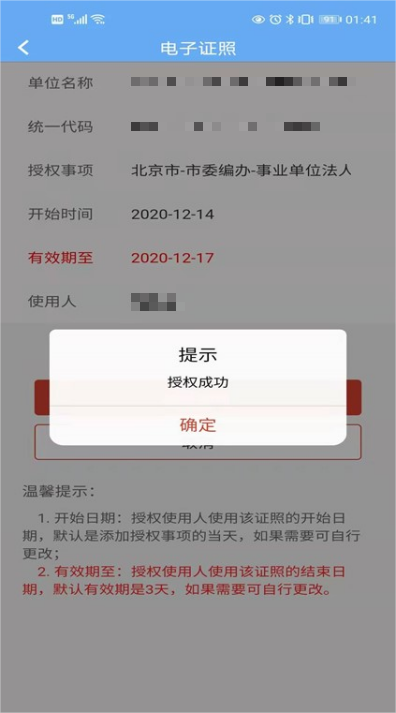 HD 5G 91 01:41
电子证照
单位名称
统一代码
授权事项 北京市-市委编办-事业单位法人
开始时间 2020-12-14
有效期至 2020-12-17
使用人
提示
授权成功
确定
取消
温馨提示：
1. 开始日期：授权使用人使用该证照的开始日
期，默认是添加授权事项的当天，如果需要可自行
更改；
2. 有效期至：授权使用人使用该证照的结束日
期，默认有效期是3天，如果需要可自行更改。